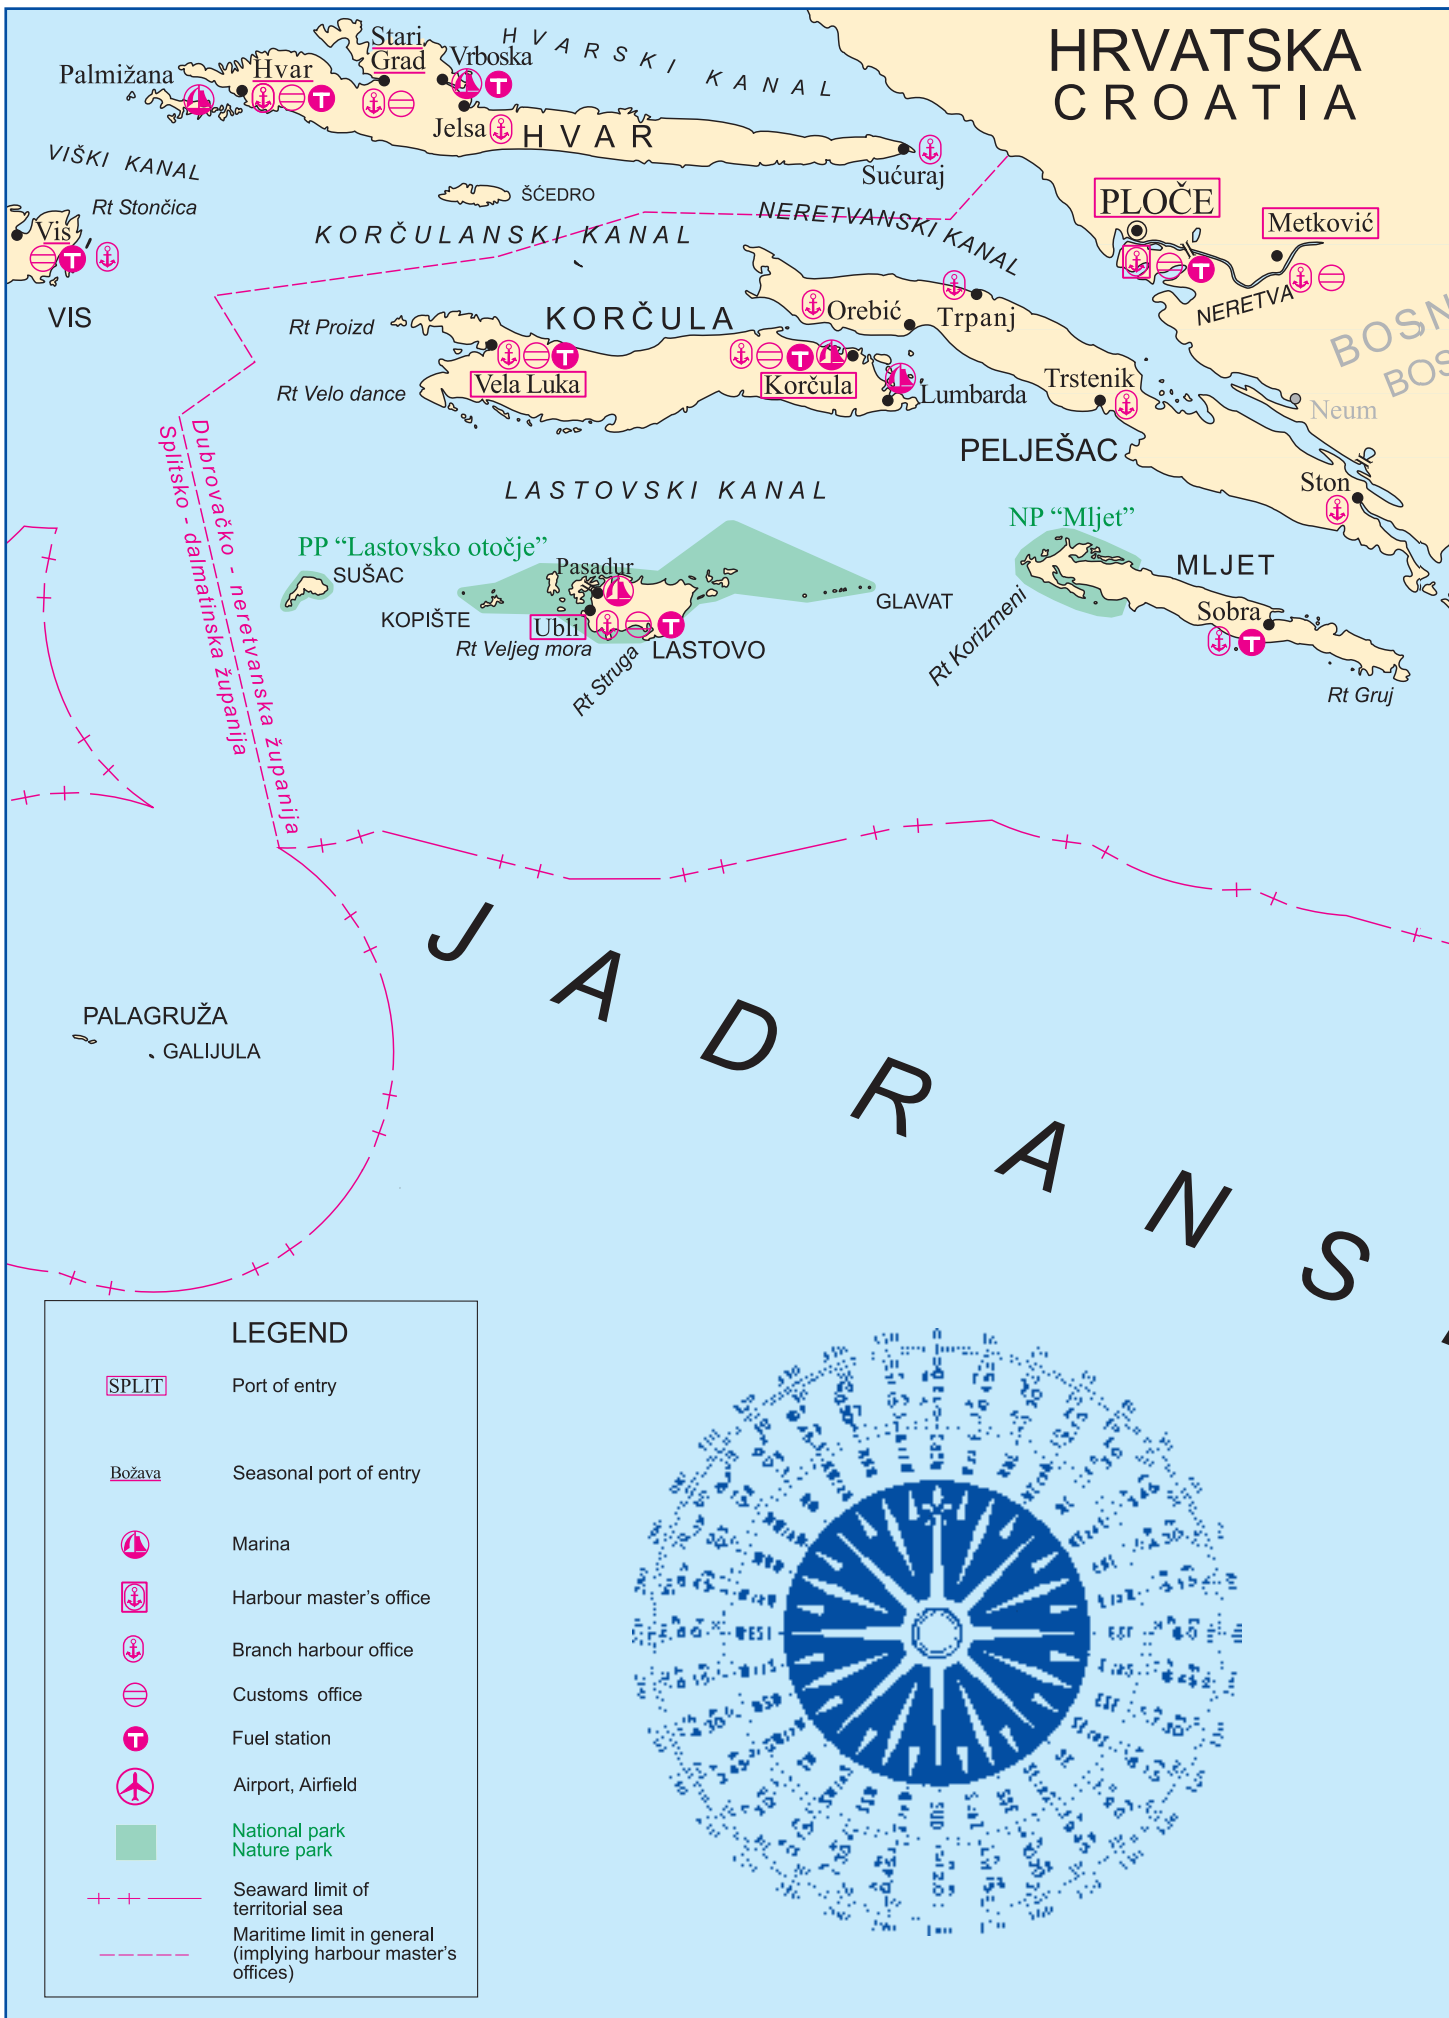 HRVATSKA
CROATIA
HVARSKI KANAL
Stari
Grad
Vrboska
Palmižana
Hvar
Jelsa
HVAR
Sućuraj
VIŠKI KANAL
Rt Stončica
ŠĆEDRO
Viš
VIS
KORČULANSKI KANAL
NERETVANSKI KANAL
PLOČE
Metković
NERETVA
BOSN
BOS
Neum
Rt Proizd
KORČULA
Orebić
Trpanj
Vela Luka
Korčula
Rt Velo dance
Lumbarda
Trstenik
PELJEŠAC
Ston
Dubrovačko - neretvanska županija
Splitsko - dalmatinska županija
LASTOVSKI KANAL
PP “Lastovsko otočje”
SUŠAC
Pasadur
KOPIŠTE
Ubli
Rt Veljeg mora
Rt Struga
LASTOVO
GLAVAT
NP “Mljet”
MLJET
Rt Korizmeni
Sobra
Rt Gruj
JADRANS
PALAGRUŽA
GALIJULA
LEGEND
SPLIT Port of entry
Božava Seasonal port of entry
Marina
Harbour master’s office
Branch harbour office
Customs office
Fuel station
Airport, Airfield
National park
Nature park
Seaward limit of
territorial sea
Maritime limit in general
(implying harbour master’s
offices)
WEST
EST
SUD